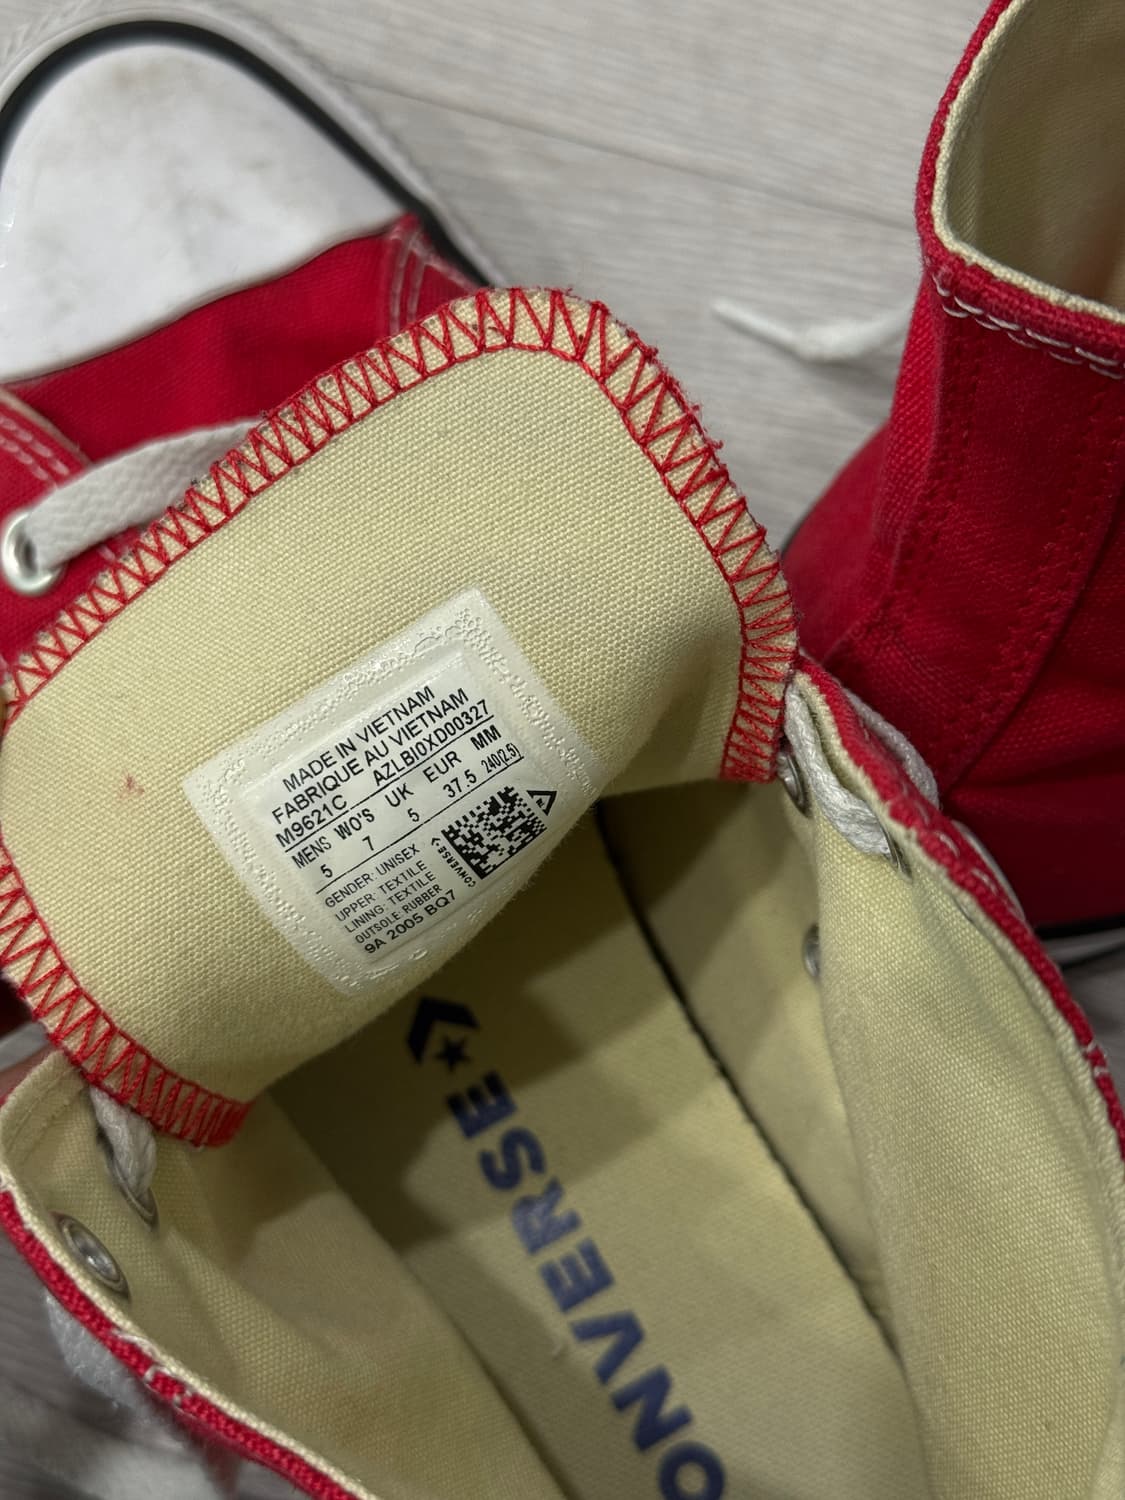 MADE IN VIETNAM
FABRIQUE AU VIETNAM
M9621C AZLBI0XD00327
MENS WO'S UK EUR MM
5 7 5 37.5 240(2.5)
GENDER: UNISEX
UPPER: TEXTILE
LINING: TEXTILE
OUTSOLE: RUBBER
9A 2005 BQ7
CONVERSE
CONVERSE